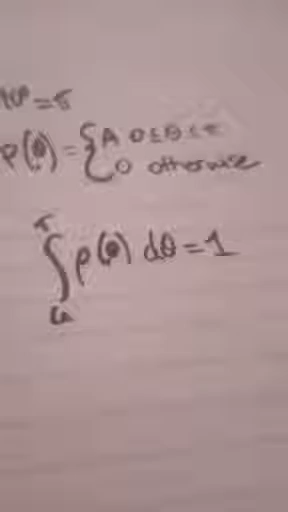 ρ(θ) = { A 0 ≤ θ ≤ π
0 otherwise
∫ ρ(θ) dθ = 1